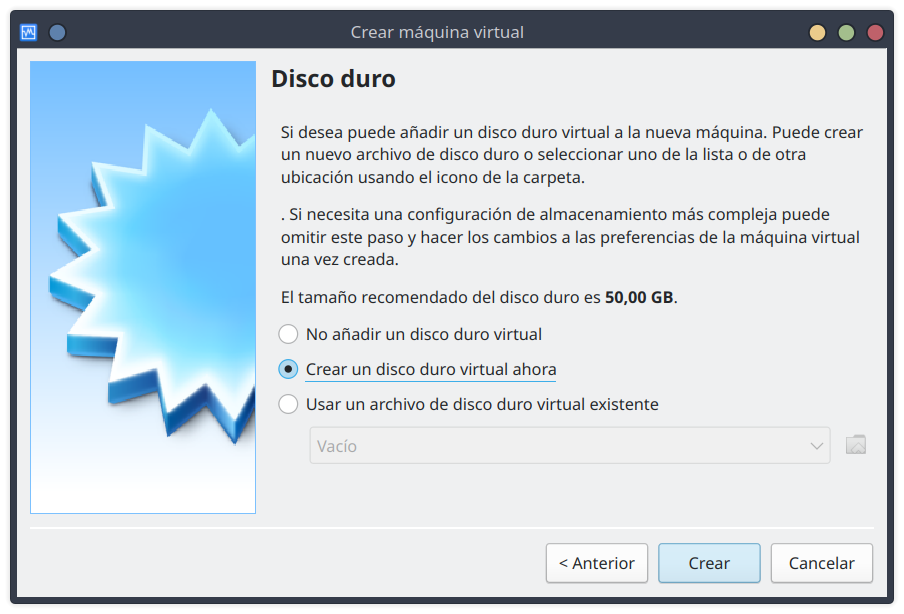 Crear máquina virtual
Disco duro
Si desea puede añadir un disco duro virtual a la nueva máquina. Puede crear
un nuevo archivo de disco duro o seleccionar uno de la lista o de otra
ubicación usando el icono de la carpeta.
. Si necesita una configuración de almacenamiento más compleja puede
omitir este paso y hacer los cambios a las preferencias de la máquina virtual
una vez creada.
El tamaño recomendado del disco duro es 50,00 GB.
No añadir un disco duro virtual
Crear un disco duro virtual ahora
Usar un archivo de disco duro virtual existente
Vacío
< Anterior
Crear
Cancelar